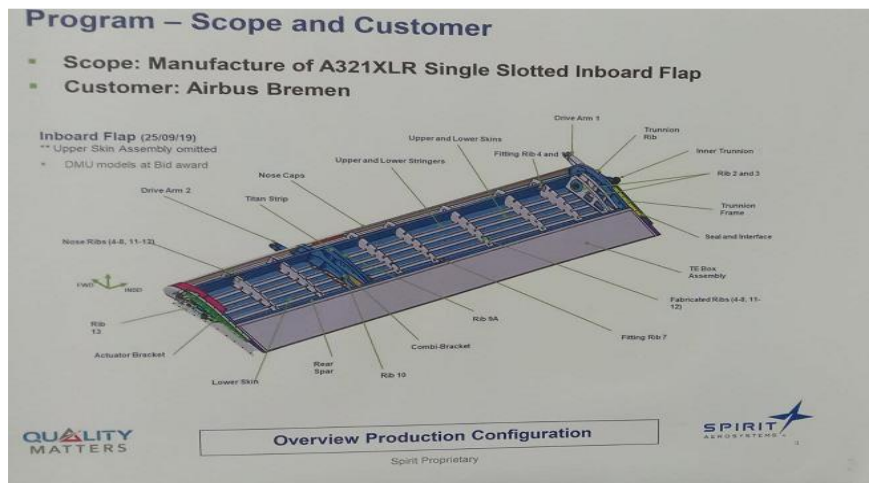 Program – Scope and Customer
▪ Scope: Manufacture of A321XLR Single Slotted Inboard Flap
▪ Customer: Airbus Bremen
Inboard Flap (25/09/19)
** Upper Skin Assembly omitted
• DMU models at Bid award
Drive Arm 1
Trunnion
Rib
Upper and Lower Skins
Fitting Rib 4 and
Inner Trunnion
Upper and Lower Stringers
Rib 2 and 3
Nose Caps
Drive Arm 2
Titan Strip
Trunnion
Frame
Seal and Interface
Nose Ribs (4-8, 11-12)
TE Box
Assembly
FWD
INBD
Fabricated Ribs (4-8, 11-
12)
Rib
13
Rib 9A
Fitting Rib 7
Combi-Bracket
Actuator Bracket
Rear
Spar
Rib 10
Lower Skin
QUALITY
MATTERS
Overview Production Configuration
SPIRIT
AEROSYSTEMS
Spirit Proprietary